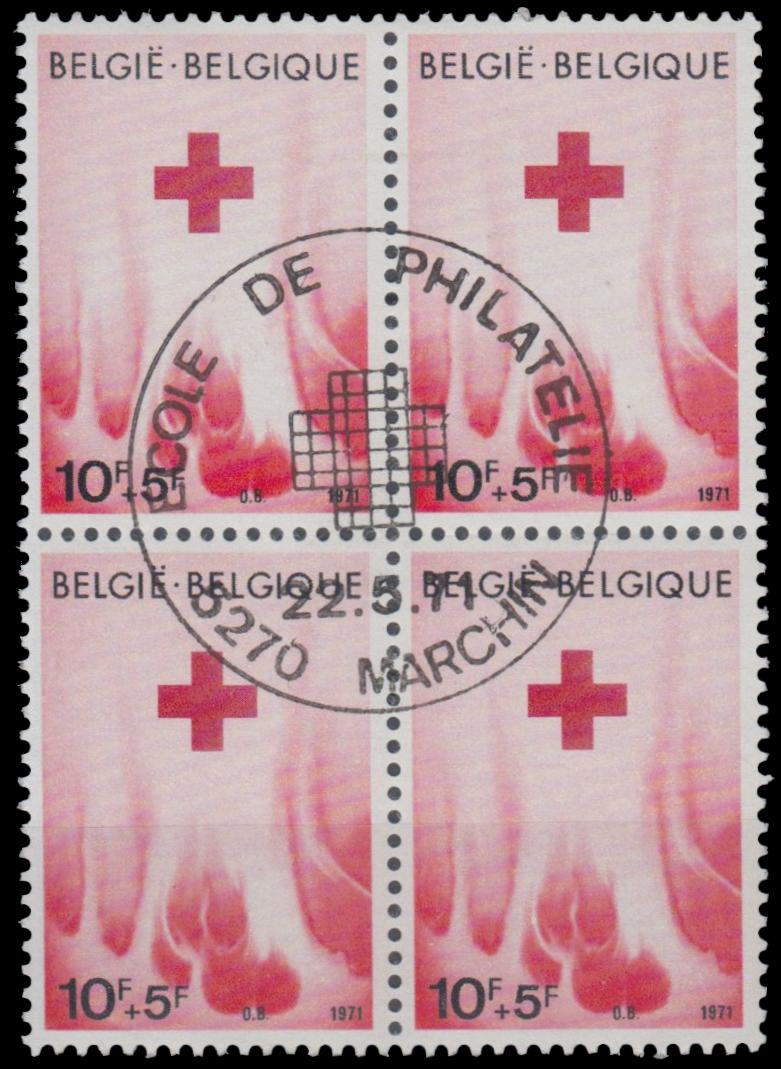 BELGIË·BELGIQUE
10F+5F
O.B.
1971
BELGIË·BELGIQUE
10F+5F
O.B.
1971
ECOLE DE PHILATELIE
22.5.71
5270 MARCHIN
BELGIË·BELGIQUE
10F+5F
O.B.
1971
BELGIË·BELGIQUE
10F+5F
O.B.
1971